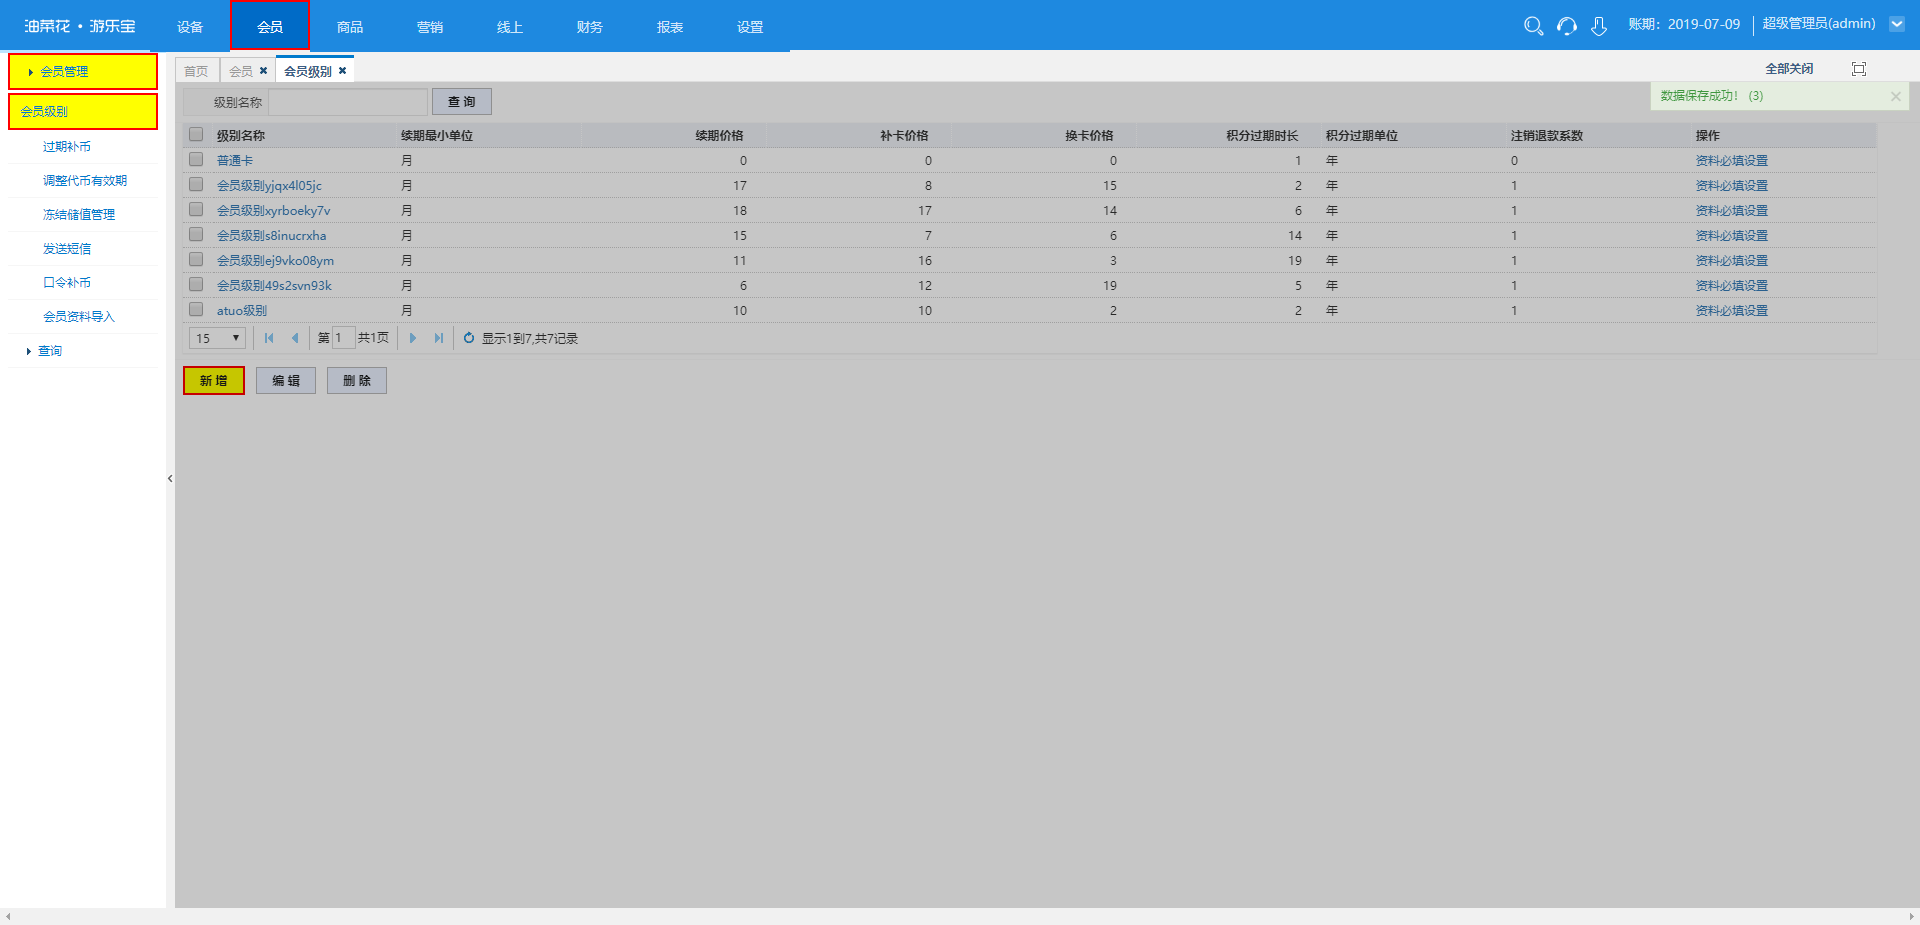 油菜花·游乐宝 设备 会员 商品 营销 线上 财务 报表 设置 账期：2019-07-09 超级管理员(admin)
会员管理
会员级别
过期补币
调整代币有效期
冻结储值管理
发送短信
口令补币
会员资料导入
查询
首页 会员 会员级别 全部关闭
数据保存成功！ (3)
级别名称 查 询
级别名称 续期最小单位 续期价格 补卡价格 换卡价格 积分过期时长 积分过期单位 注销退款系数 操作
普通卡 月 0 0 0 1 年 0 资料必填设置
会员级别yjqx4l05jc 月 17 8 15 2 年 1 资料必填设置
会员级别xyrboeky7v 月 18 17 14 6 年 1 资料必填设置
会员级别s8inucrxha 月 15 7 6 14 年 1 资料必填设置
会员级别ej9vko08ym 月 11 16 3 19 年 1 资料必填设置
会员级别49s2svn93k 月 6 12 19 5 年 1 资料必填设置
atuo级别 月 10 10 2 2 年 1 资料必填设置
15 第 1 共1页 显示1到7,共7记录
新 增 编 辑 删 除